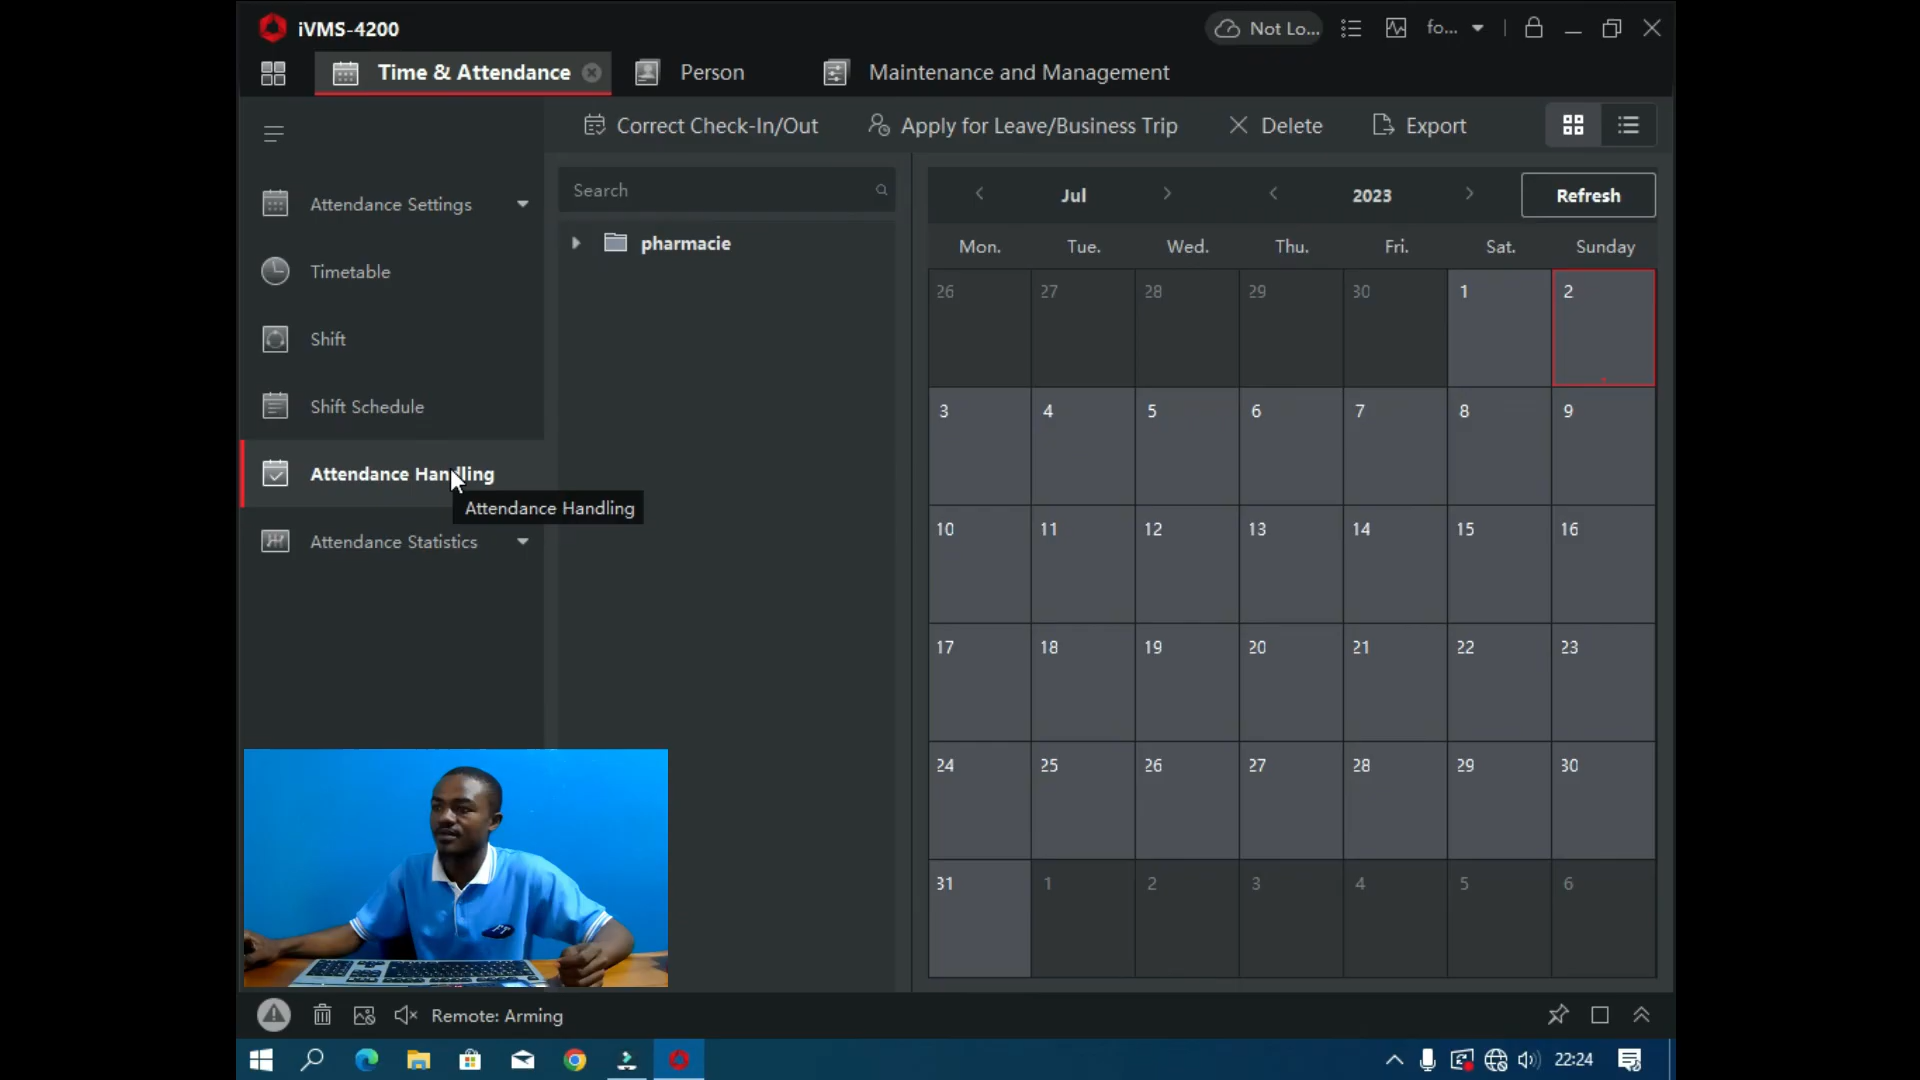 iVMS-4200
Not Lo...
fo...
Time & Attendance
Person
Maintenance and Management
Correct Check-In/Out
Apply for Leave/Business Trip
Delete
Export
Attendance Settings
Timetable
Shift
Shift Schedule
Attendance Handling
Attendance Handling
Attendance Statistics
Search
pharmacie
Jul
2023
Refresh
Mon. Tue. Wed. Thu. Fri. Sat. Sunday
26 27 28 29 30 1 2
3 4 5 6 7 8 9
10 11 12 13 14 15 16
17 18 19 20 21 22 23
24 25 26 27 28 29 30
31 1 2 3 4 5 6
Remote: Arming
22:24